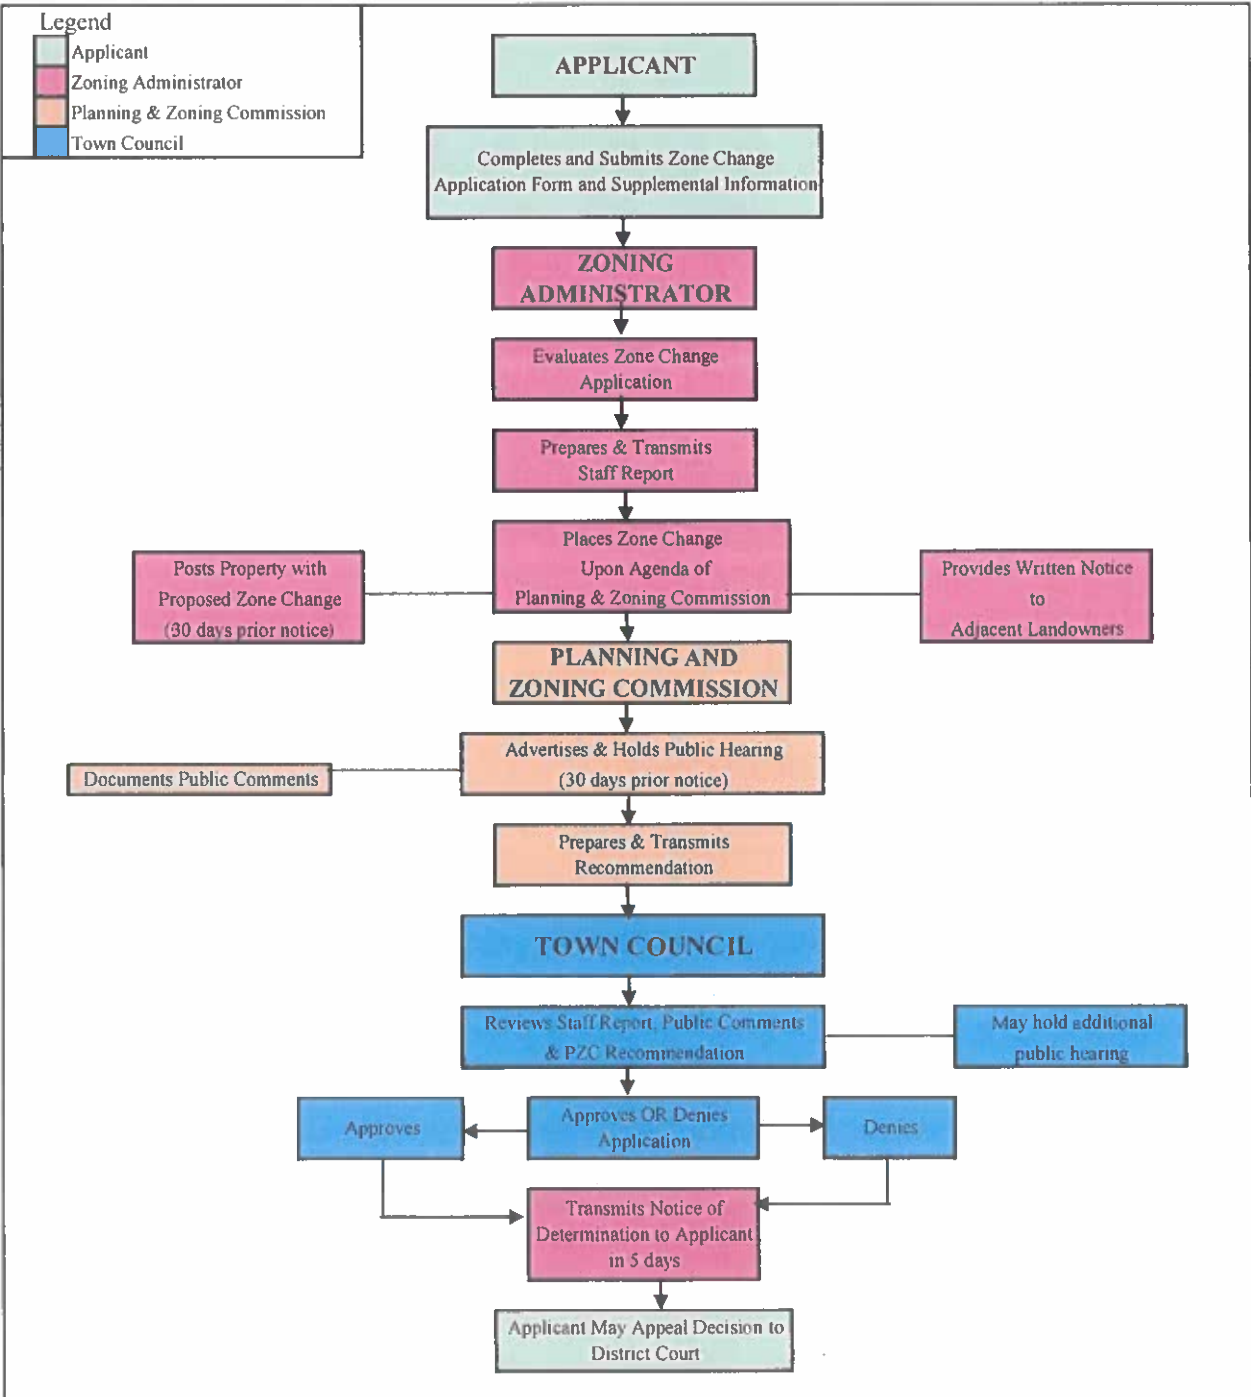 Legend
Applicant
Zoning Administrator
Planning & Zoning Commission
Town Council
APPLICANT
Completes and Submits Zone Change
Application Form and Supplemental Information
ZONING
ADMINISTRATOR
Evaluates Zone Change
Application
Prepares & Transmits
Staff Report
Posts Property with
Proposed Zone Change
(30 days prior notice)
Places Zone Change
Upon Agenda of
Planning & Zoning Commission
Provides Written Notice
to
Adjacent Landowners
PLANNING AND
ZONING COMMISSION
Advertises & Holds Public Hearing
(30 days prior notice)
Documents Public Comments
Prepares & Transmits
Recommendation
TOWN COUNCIL
Reviews Staff Report, Public Comments
& PZC Recommendation
May hold additional
public hearing
Approves
Approves OR Denies
Application
Denies
Transmits Notice of
Determination to Applicant
in 5 days
Applicant May Appeal Decision to
District Court